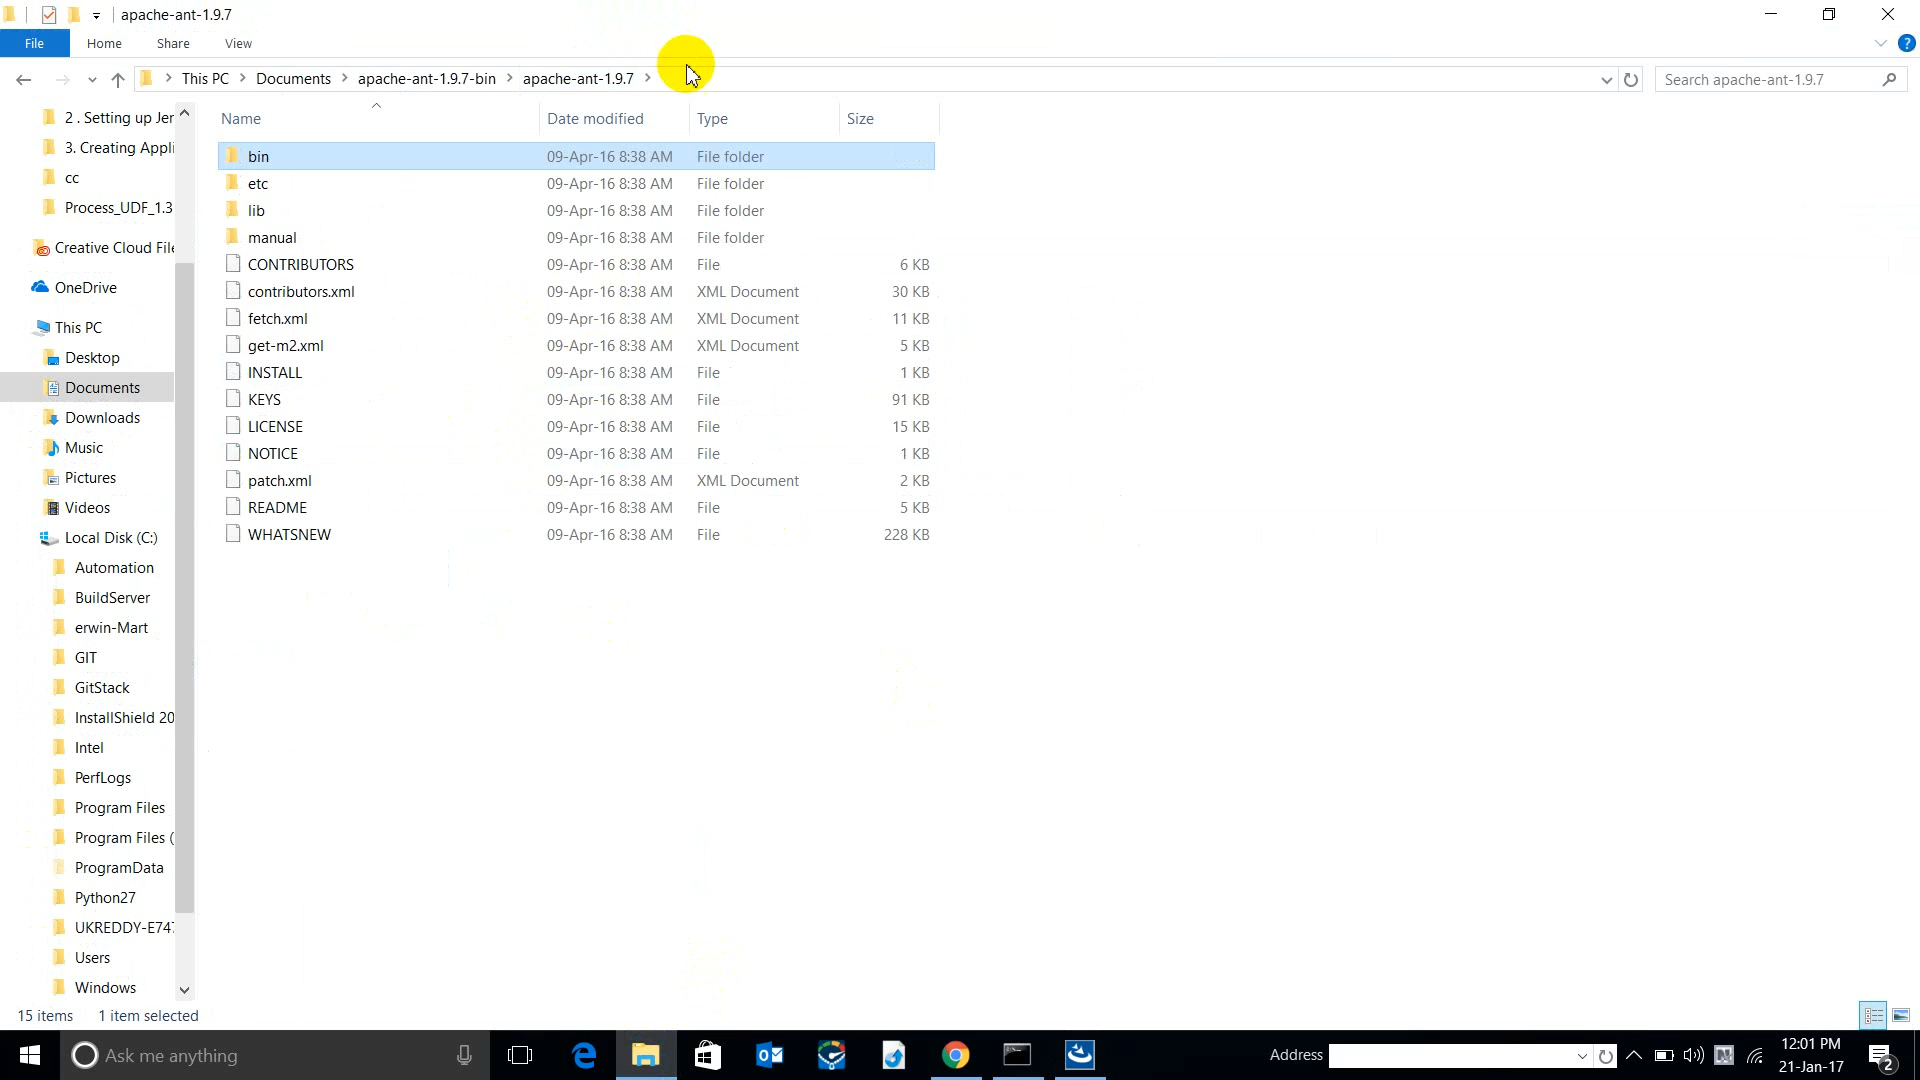 apache-ant-1.9.7
File Home Share View
This PC Documents apache-ant-1.9.7-bin apache-ant-1.9.7
Search apache-ant-1.9.7
2 . Setting up Jer
3. Creating Appli
cc
Process_UDF_1.3
Creative Cloud File
OneDrive
This PC
Desktop
Documents
Downloads
Music
Pictures
Videos
Local Disk (C:)
Automation
BuildServer
erwin-Mart
GIT
GitStack
InstallShield 20
Intel
PerfLogs
Program Files
Program Files (
ProgramData
Python27
UKREDDY-E747
Users
Windows
Name Date modified Type Size
bin 09-Apr-16 8:38 AM File folder
etc 09-Apr-16 8:38 AM File folder
lib 09-Apr-16 8:38 AM File folder
manual 09-Apr-16 8:38 AM File folder
CONTRIBUTORS 09-Apr-16 8:38 AM File 6 KB
contributors.xml 09-Apr-16 8:38 AM XML Document 30 KB
fetch.xml 09-Apr-16 8:38 AM XML Document 11 KB
get-m2.xml 09-Apr-16 8:38 AM XML Document 5 KB
INSTALL 09-Apr-16 8:38 AM File 1 KB
KEYS 09-Apr-16 8:38 AM File 91 KB
LICENSE 09-Apr-16 8:38 AM File 15 KB
NOTICE 09-Apr-16 8:38 AM File 1 KB
patch.xml 09-Apr-16 8:38 AM XML Document 2 KB
README 09-Apr-16 8:38 AM File 5 KB
WHATSNEW 09-Apr-16 8:38 AM File 228 KB
15 items 1 item selected
Ask me anything
Address
12:01 PM
21-Jan-17
2